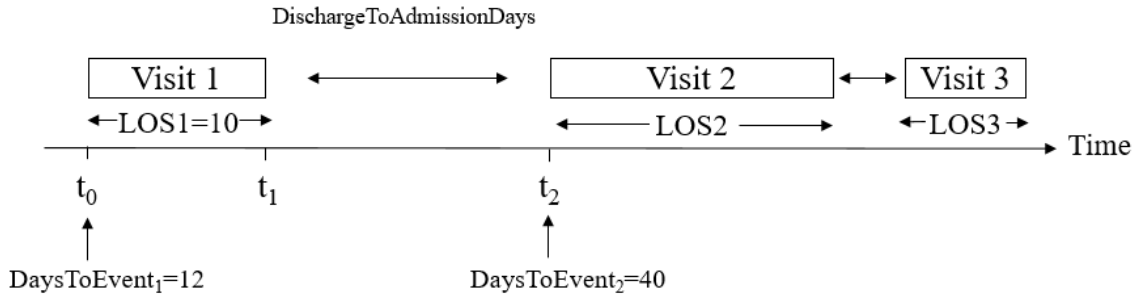 DischargeToAdmissionDays
Visit 1 Visit 2 Visit 3
LOS1=10 LOS2 LOS3
Time
t₀ t₁ t₂
DaysToEvent₁=12 DaysToEvent₂=40